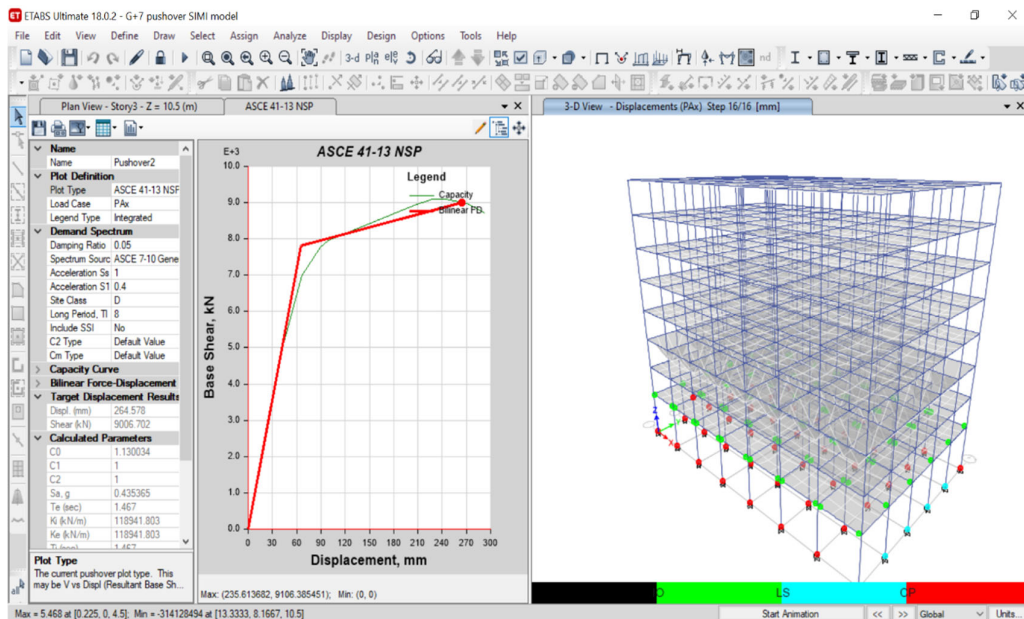 ETABS Ultimate 18.0.2 - G+7 pushover SIMI model
File Edit View Define Draw Select Assign Analyze Display Design Options Tools Help
3-d
nd
Plan View - Story3 - Z = 10.5 (m)
ASCE 41-13 NSP
3-D View - Displacements (PAx) Step 16/16 [mm]
Name
Name Pushover2
Plot Definition
Plot Type ASCE 41-13 NSF
Load Case PAx
Legend Type Integrated
Demand Spectrum
Damping Ratio 0.05
Spectrum Sourc ASCE 7-10 Gene
Acceleration Ss 1
Acceleration S1 0.4
Site Class D
Long Period, Tl 8
Include SSI No
C2 Type Default Value
Cm Type Default Value
Capacity Curve
Bilinear Force-Displacement
Target Displacement Results
Displ. (mm) 264.578
Shear (kN) 9006.702
Calculated Parameters
C0 1.130034
C1 1
C2 1
Sa, g 0.435365
Te (sec) 1.467
Ke (kN/m) 118941.803
Ki (kN/m) 118941.803
Ti (sec) 1.467
Plot Type
The current pushover plot type. This
may be V vs Displ (Resultant Base Sh...
ASCE 41-13 NSP
E+3
Legend
Capacity
Bilinear FD
10.0
9.0
8.0
7.0
6.0
5.0
4.0
3.0
2.0
1.0
0.0
Base Shear, kN
0 30 60 90 120 150 180 210 240 270 300
Displacement, mm
Max: (235.613682, 9106.385451); Min: (0, 0)
Z
X
IO LS CP
Max = 5.468 at [0.225, 0, 4.5]; Min = -314128494 at [13.3333, 8.1667, 10.5]
Start Animation << >> Global Units...